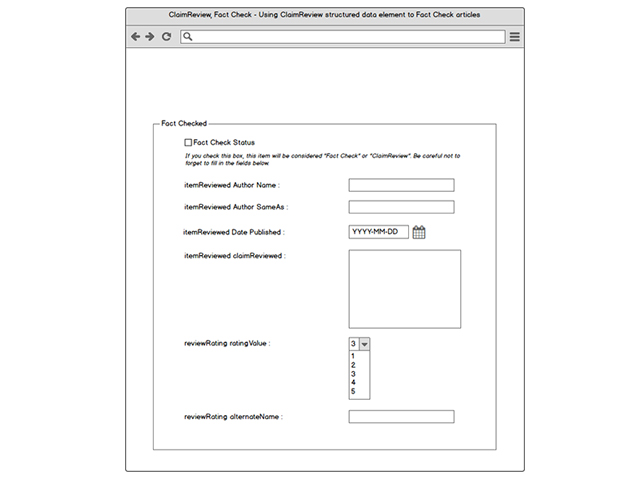 ClaimReview, Fact Check - Using ClaimReview structured data element to Fact Check articles
Fact Checked
Fact Check Status
If you check this box, this item will be considered "Fact Check" or "ClaimReview". Be careful not to
forget to fill in the fields below.
itemReviewed Author Name :
itemReviewed Author SameAs :
itemReviewed Date Published :
YYYY-MM-DD
itemReviewed claimReviewed :
reviewRating ratingValue :
3
1
2
3
4
5
reviewRating alternateName :